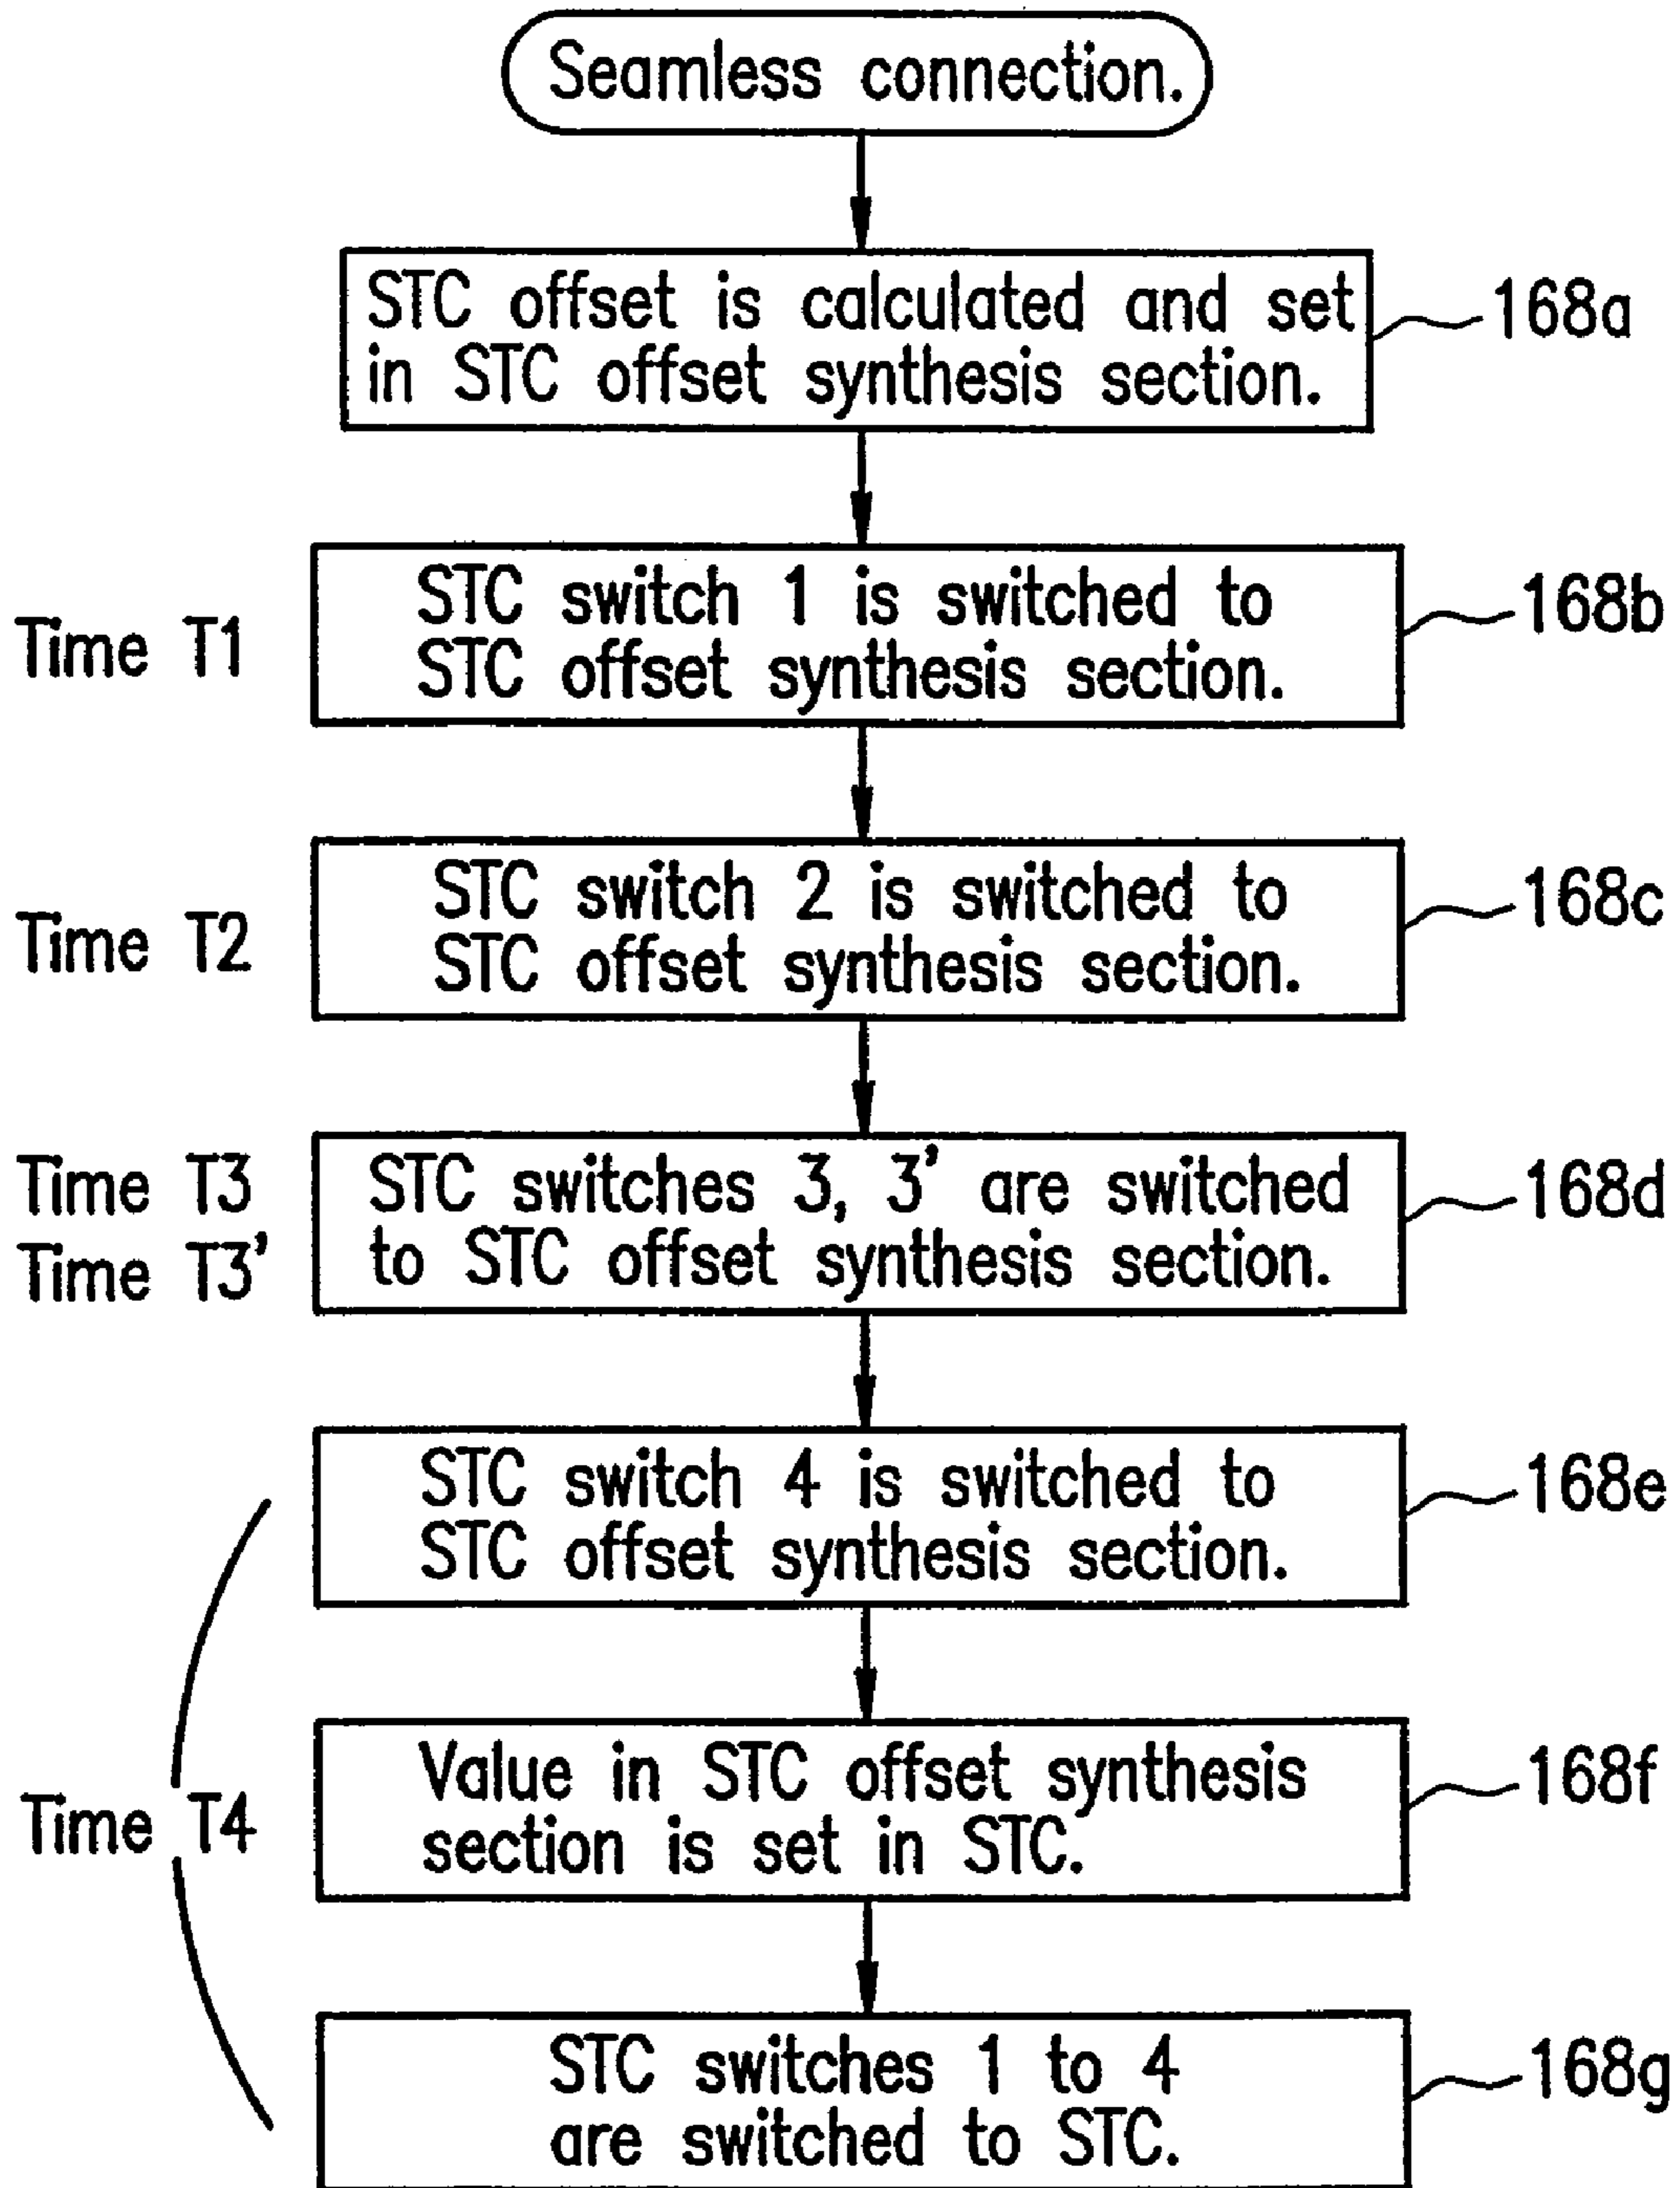 Seamless connection.
STC offset is calculated and set
in STC offset synthesis section.
168a
Time T1
STC switch 1 is switched to
STC offset synthesis section.
168b
Time T2
STC switch 2 is switched to
STC offset synthesis section.
168c
Time T3
Time T3'
STC switches 3, 3' are switched
to STC offset synthesis section.
168d
STC switch 4 is switched to
STC offset synthesis section.
168e
Time T4
Value in STC offset synthesis
section is set in STC.
168f
STC switches 1 to 4
are switched to STC.
168g